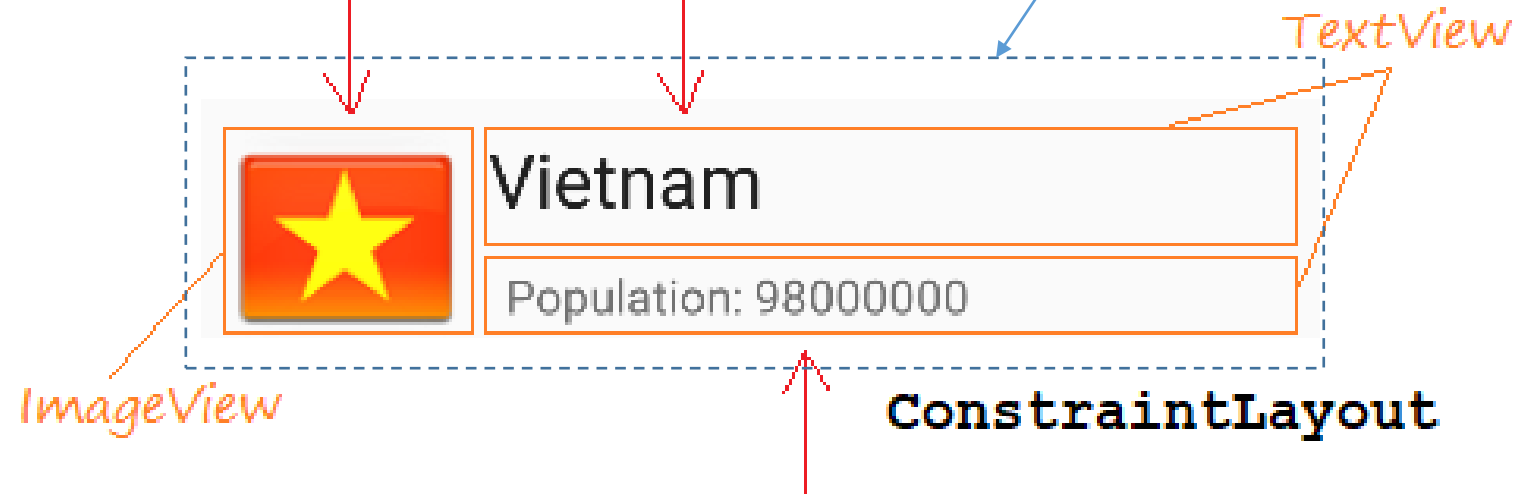 TextView
Vietnam
Population: 98000000
ImageView
ConstraintLayout